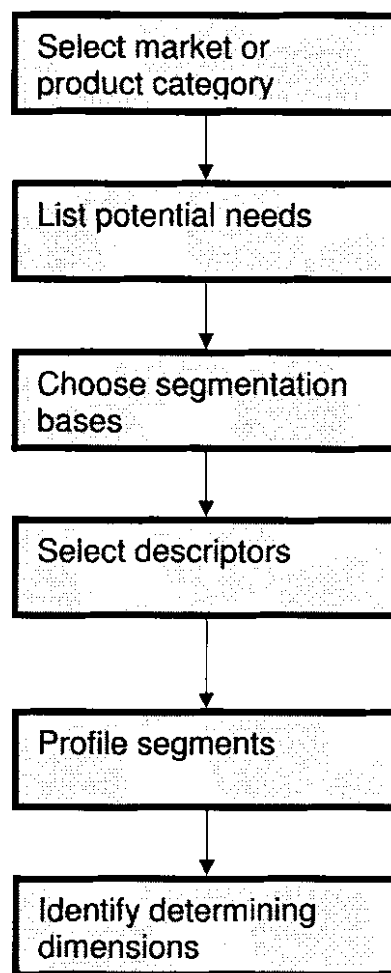 Select market or
product category
List potential needs
Choose segmentation
bases
Select descriptors
Profile segments
Identify determining
dimensions